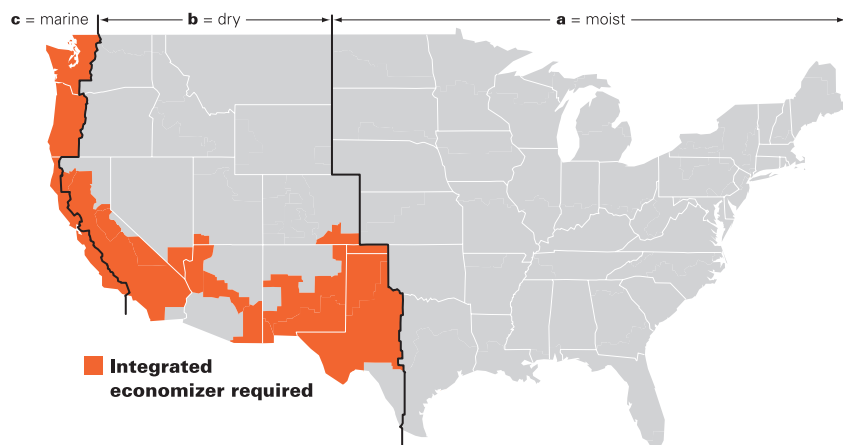 c = marine
b = dry
a = moist
Integrated
economizer required